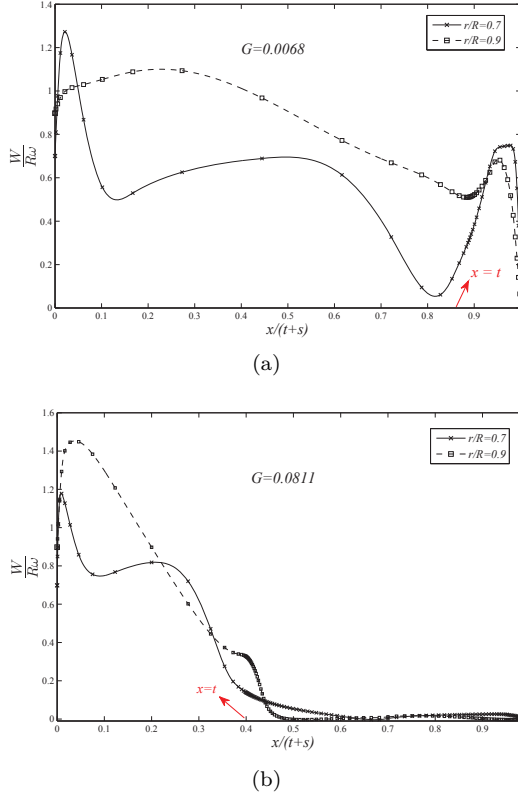 1.4
1.2
1
0.8
0.6
0.4
0.2
0
W
Rω
G=0.0068
r/R=0.7
r/R=0.9
x = t
0 0.1 0.2 0.3 0.4 0.5 0.6 0.7 0.8 0.9
x/(t+s)
(a)
1.6
1.4
1.2
1
0.8
0.6
0.4
0.2
0
W
Rω
G=0.0811
r/R=0.7
r/R=0.9
x=t
0 0.1 0.2 0.3 0.4 0.5 0.6 0.7 0.8 0.9
x/(t+s)
(b)